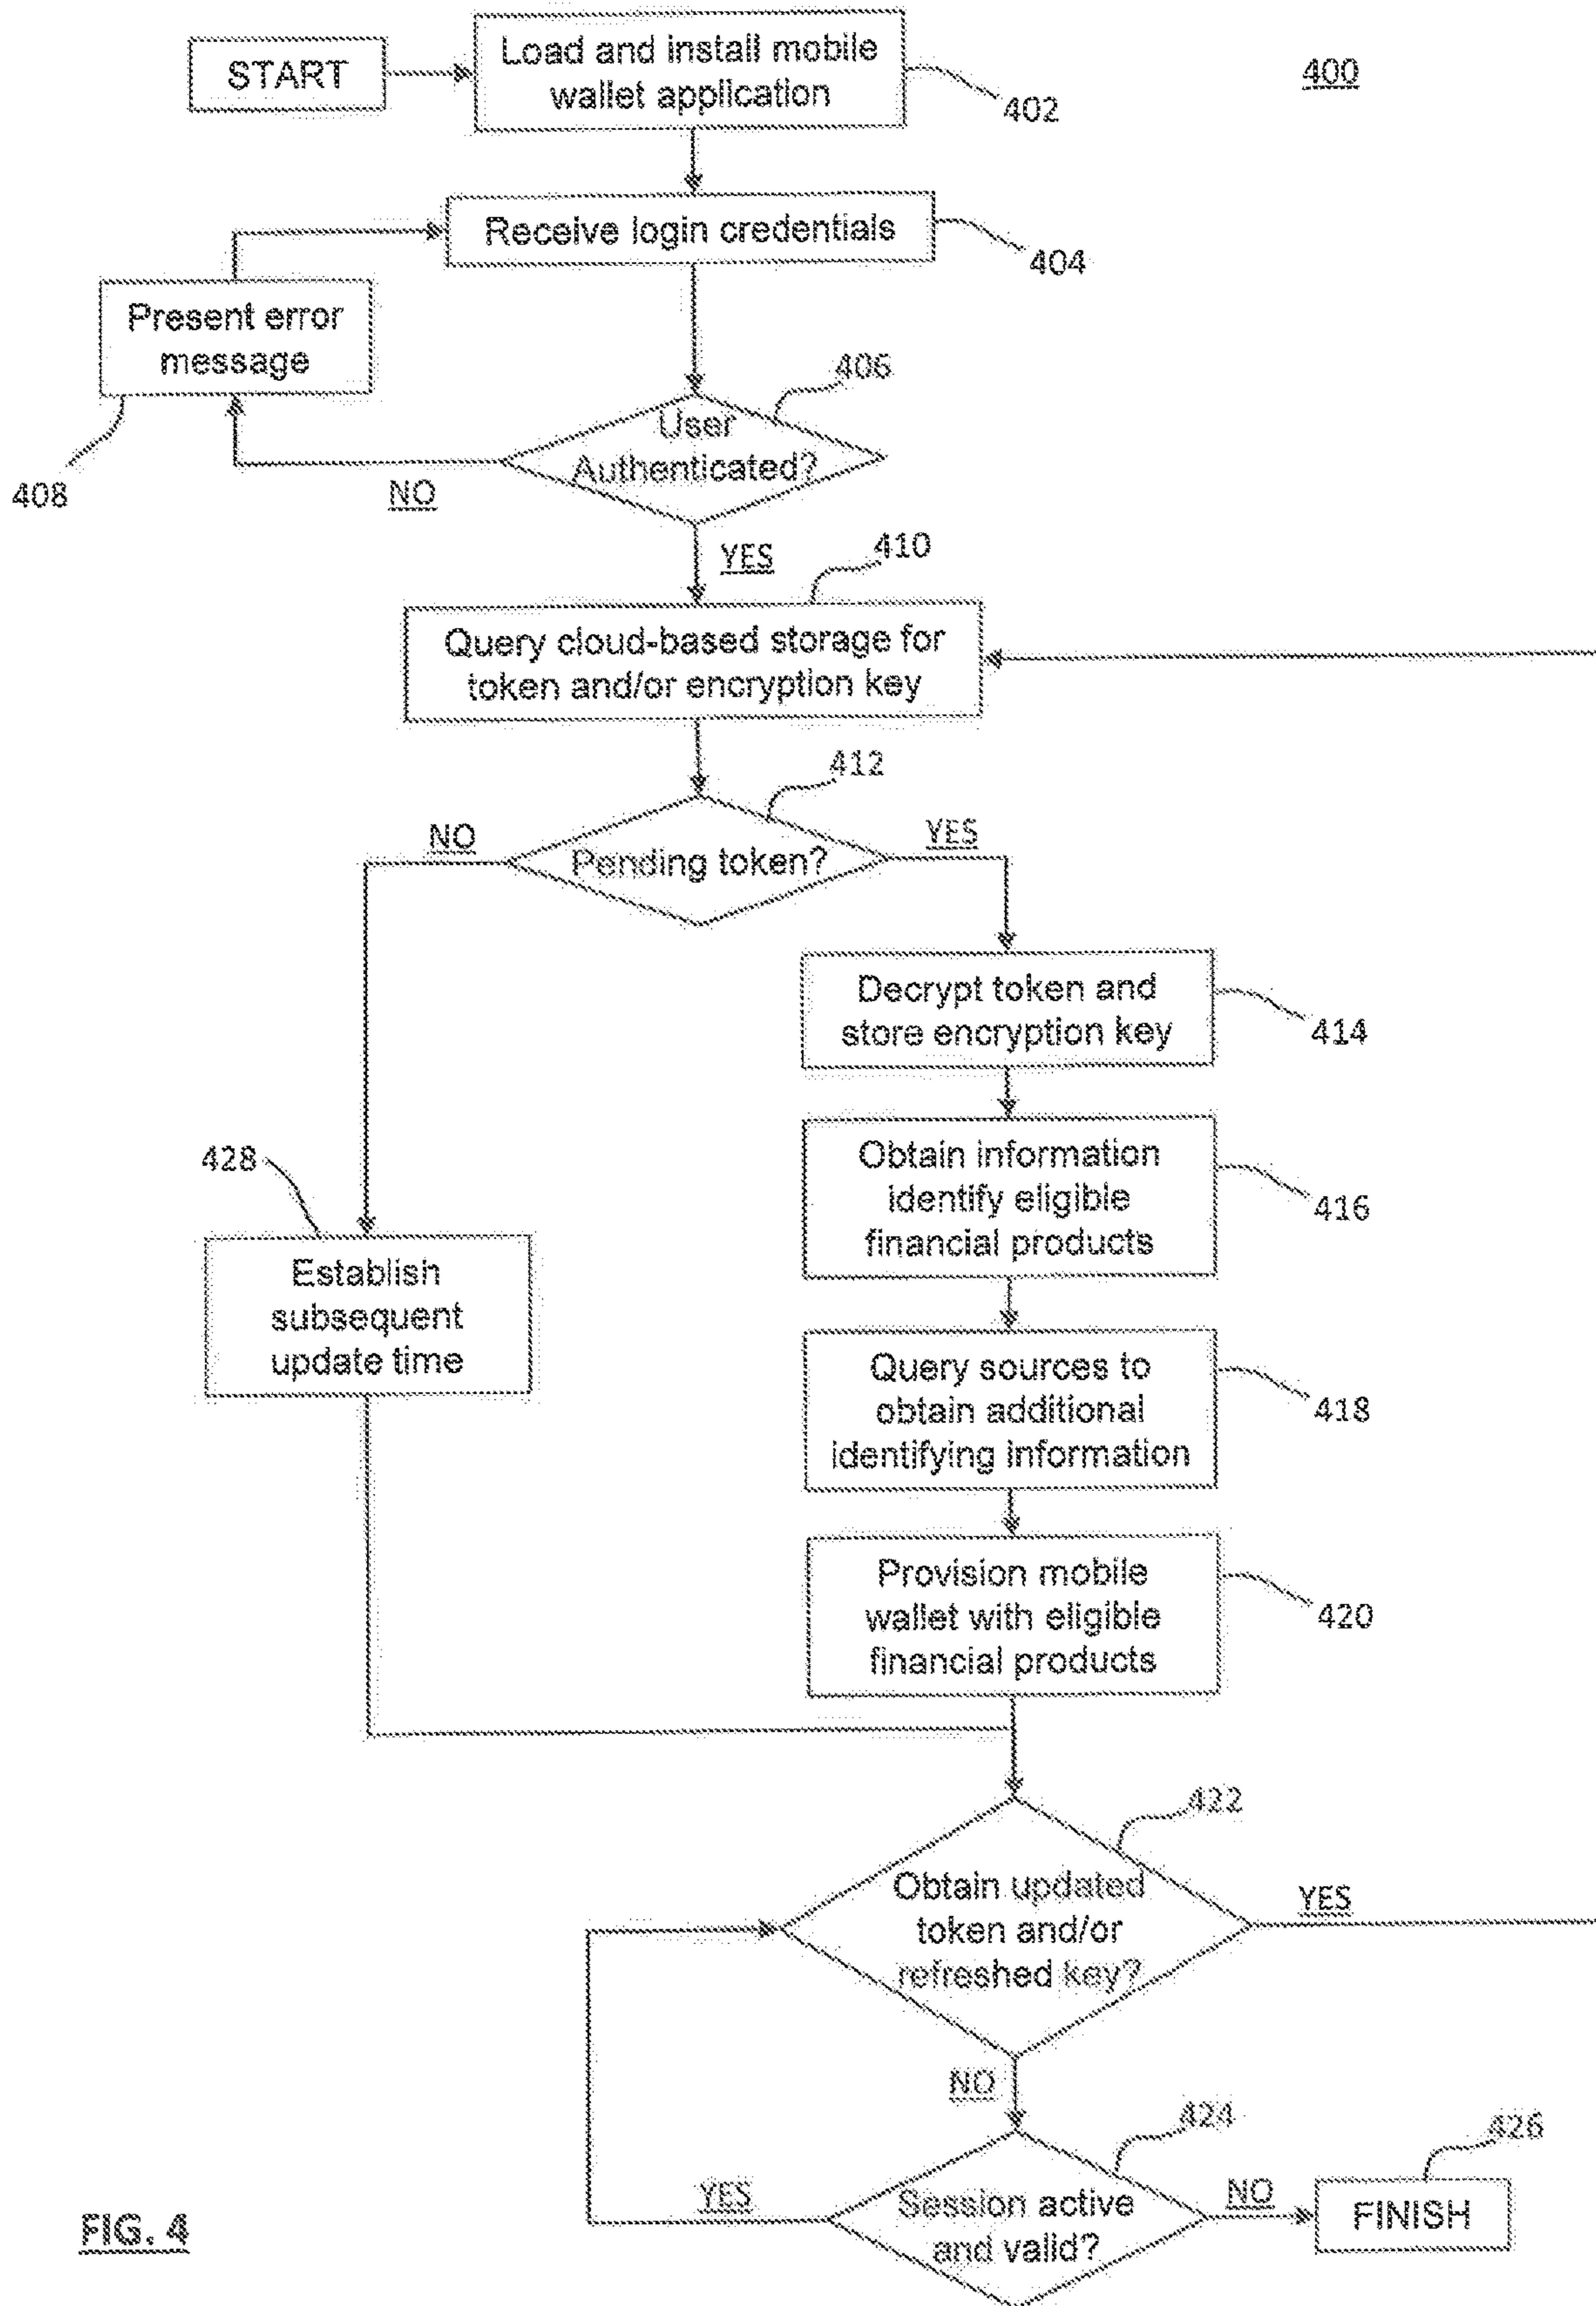 START
Load and install mobile
wallet application
400
402
Receive login credentials
404
Present error
message
408
406
User
Authenticated?
NO
YES
410
Query cloud-based storage for
token and/or encryption key
412
NO
Pending token?
YES
Decrypt token and
store encryption key
414
Obtain information
identify eligible
financial products
416
428
Establish
subsequent
update time
Query sources to
obtain additional
identifying information
418
Provision mobile
wallet with eligible
financial products
420
422
Obtain updated
token and/or
refreshed key?
YES
NO
424
YES
Session active
and valid?
NO
426
FINISH
FIG. 4